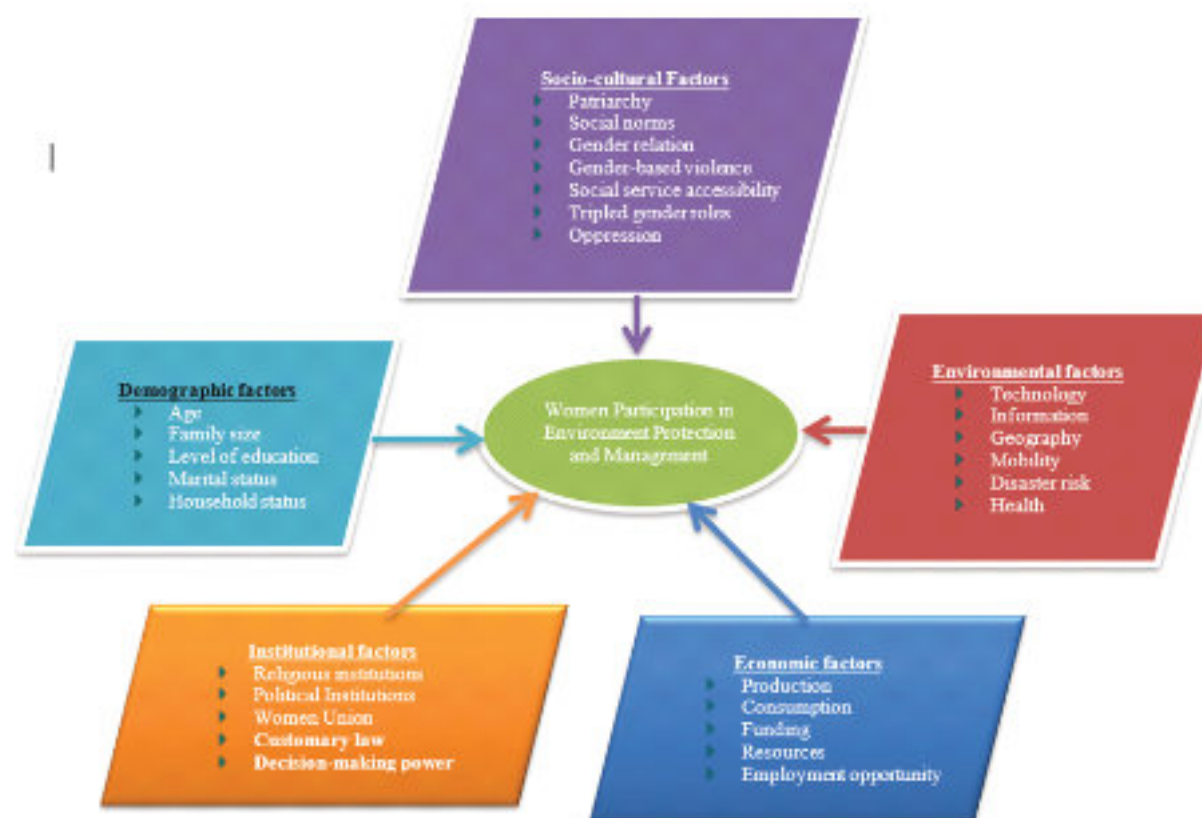 Socio-cultural Factors
Patriarchy
Social norms
Gender relation
Gender-based violence
Social service accessibility
Tripled gender roles
Oppression
Demographic factors
Age
Family size
Level of education
Marital status
Household status
Women Participation in
Environment Protection
and Management
Environmental factors
Technology
Information
Geography
Mobility
Disaster risk
Health
Institutional factors
Religious institutions
Political Institutions
Women Union
Customary law
Decision-making power
Economic factors
Production
Consumption
Funding
Resources
Employment opportunity